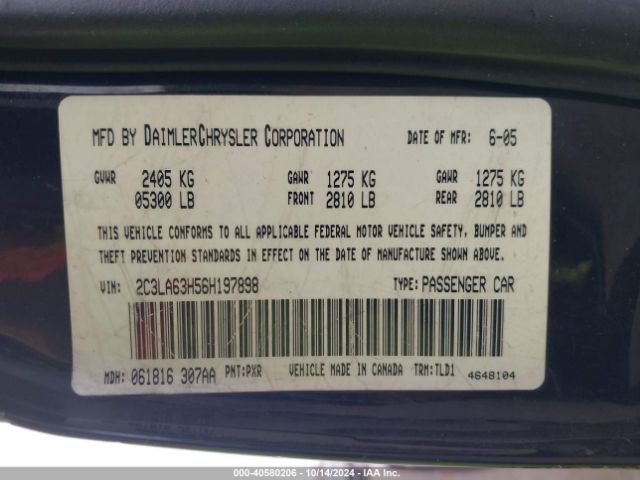 MFD BY DAIMLERCHRYSLER CORPORATION DATE OF MFR: 6-05
GVWR 2405 KG GAWR 1275 KG GAWR 1275 KG
05300 LB FRONT 2810 LB REAR 2810 LB
THIS VEHICLE CONFORMS TO ALL APPLICABLE FEDERAL MOTOR VEHICLE SAFETY, BUMPER AND
THEFT PREVENTION STANDARDS IN EFFECT ON THE DATE OF MANUFACTURE SHOWN ABOVE.
VIN: 2C3LA63H56H197898 TYPE: PASSENGER CAR
MDH: 061816 307AA PNT:PXR VEHICLE MADE IN CANADA TRM:TLD1 4648104
000-40580206 - 10/14/2024 - IAAI.COM